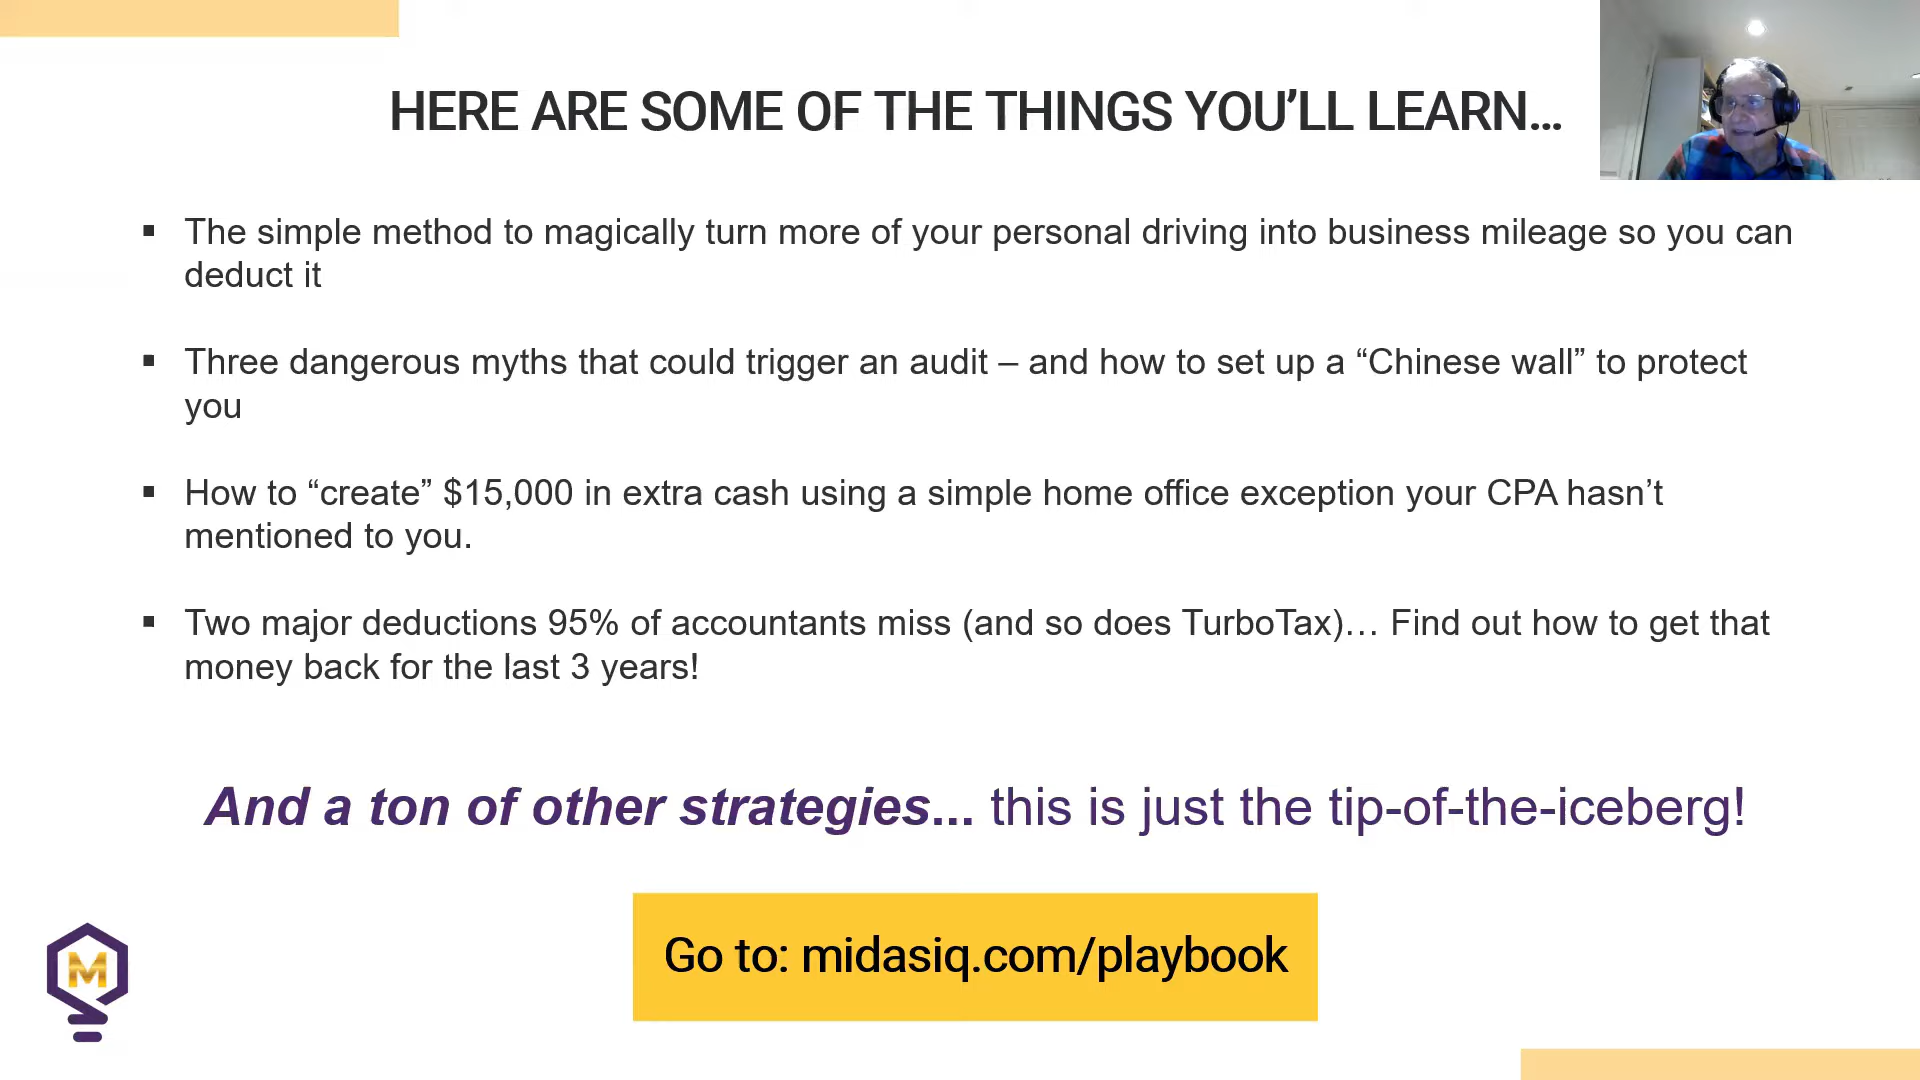 HERE ARE SOME OF THE THINGS YOU’LL LEARN…
▪ The simple method to magically turn more of your personal driving into business mileage so you can
deduct it
▪ Three dangerous myths that could trigger an audit – and how to set up a “Chinese wall” to protect
you
▪ How to “create” $15,000 in extra cash using a simple home office exception your CPA hasn’t
mentioned to you.
▪ Two major deductions 95% of accountants miss (and so does TurboTax)… Find out how to get that
money back for the last 3 years!
And a ton of other strategies... this is just the tip-of-the-iceberg!
M
Go to: midasiq.com/playbook